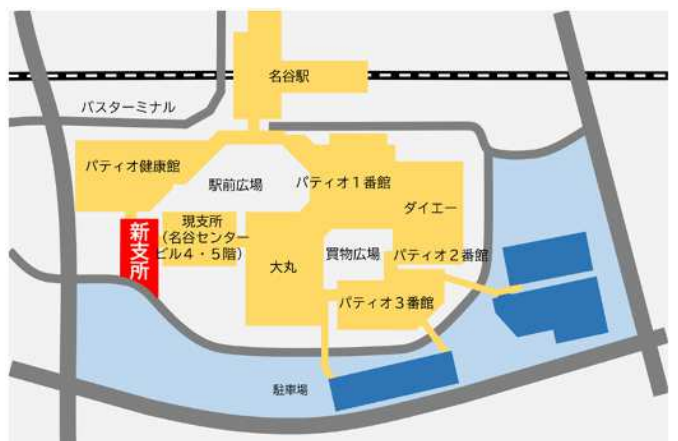 名谷駅
バスターミナル
パティオ健康館
駅前広場
パティオ1番館
ダイエー
新支所
現支所
(名谷センター
ビル4・5階)
大丸
買物広場
パティオ2番館
パティオ3番館
駐車場